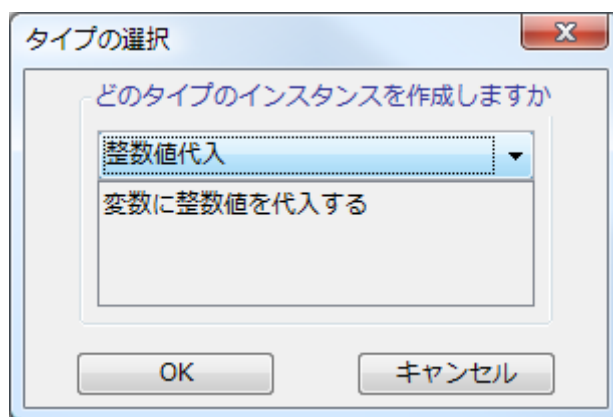 タイプの選択
どのタイプのインスタンスを作成しますか
整数値代入
変数に整数値を代入する
OK
キャンセル